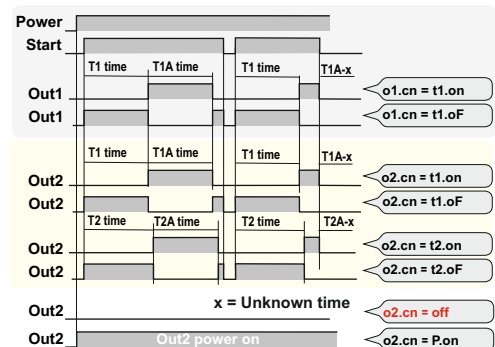 Power
Start
T1 time T1A time T1 time T1A-x
Out1 o1.cn = t1.on
Out1 o1.cn = t1.oF
T1 time T1A time T1 time T1A-x
Out2 o2.cn = t1.on
Out2 o2.cn = t1.oF
T2 time T2A time T2 time T2A-x
Out2 o2.cn = t2.on
Out2 o2.cn = t2.oF
x = Unknown time
Out2 o2.cn = off
Out2 Out2 power on o2.cn = P.on